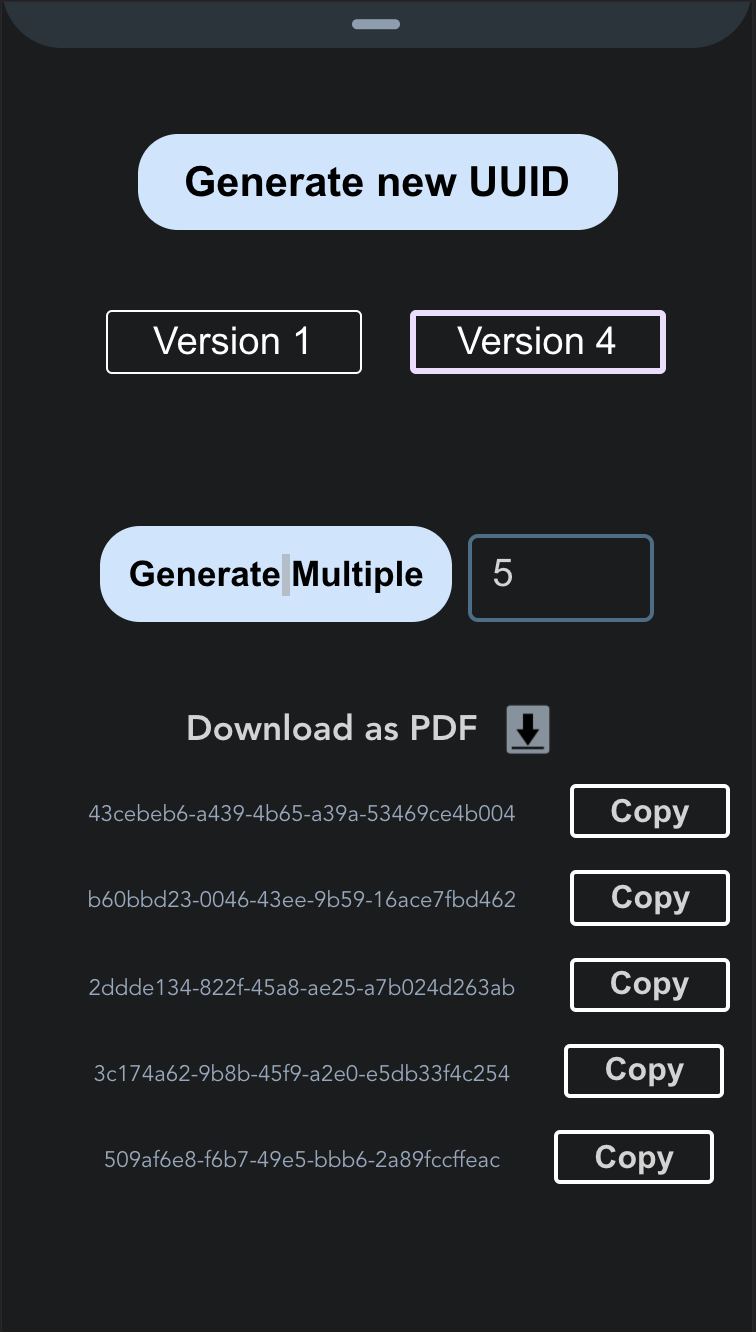 Generate new UUID
Version 1 Version 4
Generate Multiple 5
Download as PDF
43cebeb6-a439-4b65-a39a-53469ce4b004 Copy
b60bbd23-0046-43ee-9b59-16ace7fbd462 Copy
2ddde134-822f-45a8-ae25-a7b024d263ab Copy
3c174a62-9b8b-45f9-a2e0-e5db33f4c254 Copy
509af6e8-f6b7-49e5-bbb6-2a89fccffeac Copy